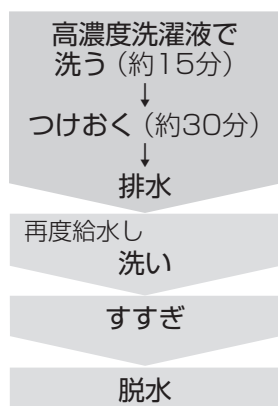 高濃度洗濯液で
洗う（約15分）
↓
つけおく（約30分）
↓
排水
再度給水し
洗い
すすぎ
脱水